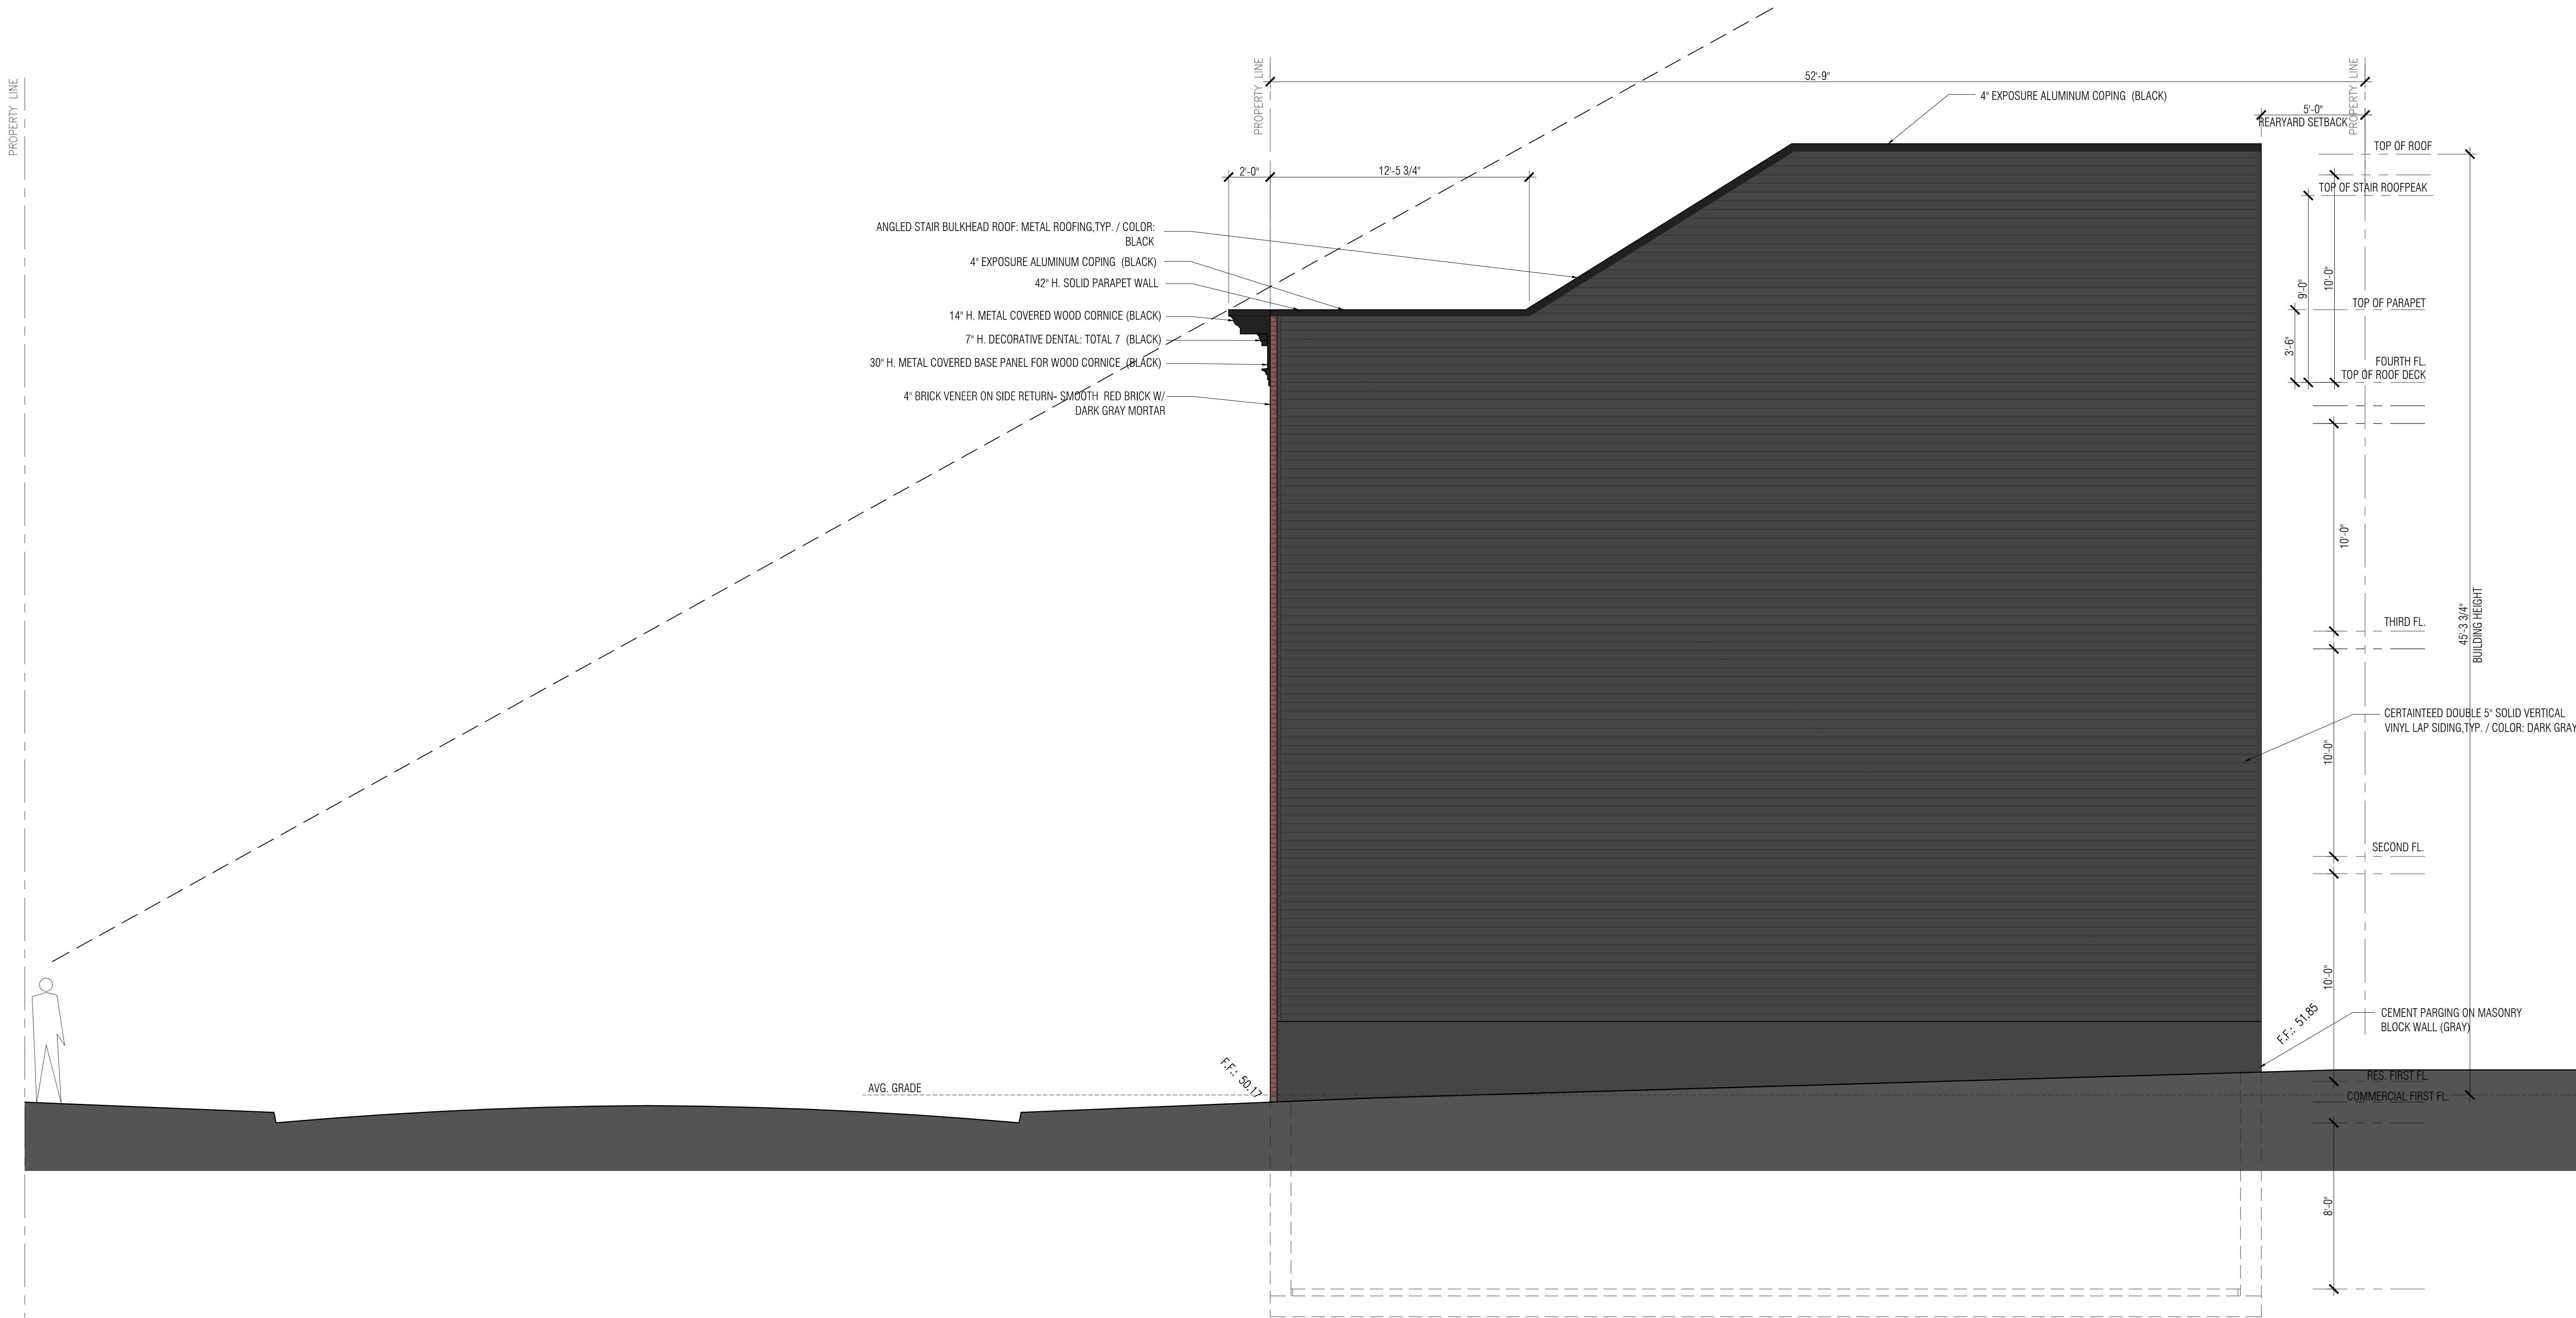 PROPERTY LINE
PROPERTY LINE
PROPERTY LINE
52'-9"
4" EXPOSURE ALUMINUM COPING (BLACK)
5'-0"
REARYARD SETBACK
TOP OF ROOF
2'-0"
12'-5 3/4"
TOP OF STAIR ROOFPEAK
ANGLED STAIR BULKHEAD ROOF: METAL ROOFING,TYP. / COLOR:
BLACK
4" EXPOSURE ALUMINUM COPING (BLACK)
42" H. SOLID PARAPET WALL
14" H. METAL COVERED WOOD CORNICE (BLACK)
7" H. DECORATIVE DENTAL: TOTAL 7 (BLACK)
30" H. METAL COVERED BASE PANEL FOR WOOD CORNICE (BLACK)
4" BRICK VENEER ON SIDE RETURN- SMOOTH RED BRICK W/
DARK GRAY MORTAR
9'-0"
10'-0"
TOP OF PARAPET
3'-6"
FOURTH FL.
TOP OF ROOF DECK
10'-0"
THIRD FL.
45'-3 3/4"
BUILDING HEIGHT
CERTAINTEED DOUBLE 5" SOLID VERTICAL
VINYL LAP SIDING,TYP. / COLOR: DARK GRAY
10'-0"
SECOND FL.
10'-0"
CEMENT PARGING ON MASONRY
BLOCK WALL (GRAY)
F.F.: 51.85
F.F.: 50.17
AVG. GRADE
RES. FIRST FL.
COMMERCIAL FIRST FL.
8'-0"